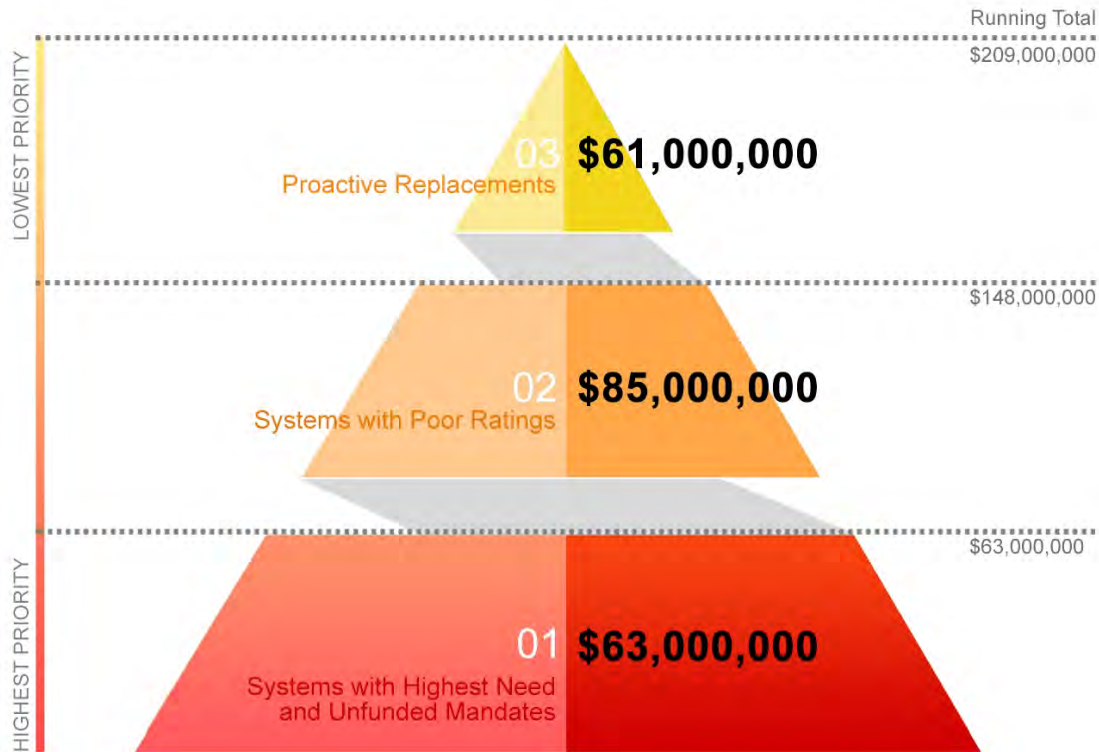 Running Total
$209,000,000
LOWEST PRIORITY
03 $61,000,000
Proactive Replacements
$148,000,000
02 $85,000,000
Systems with Poor Ratings
$63,000,000
HIGHEST PRIORITY
01 $63,000,000
Systems with Highest Need
and Unfunded Mandates